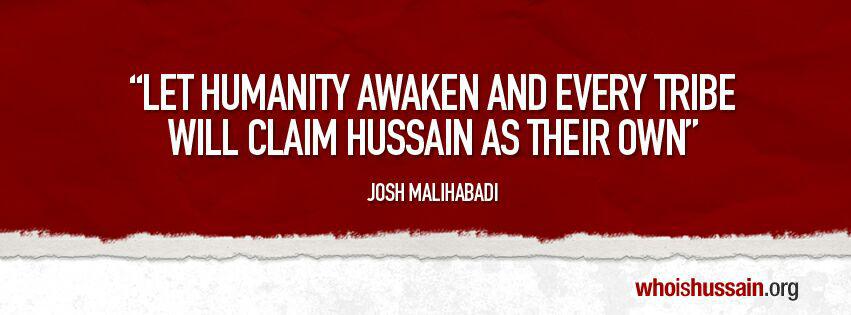 “LET HUMANITY AWAKEN AND EVERY TRIBE
WILL CLAIM HUSSAIN AS THEIR OWN”
JOSH MALIHABADI
whoishussain.org